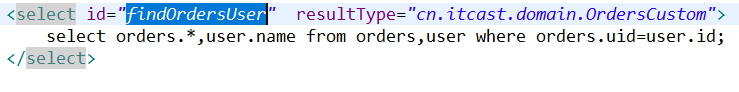 <select id="findOrdersUser"  resultType="cn.itcast.domain.OrdersCustom">
    select orders.*,user.name from orders,user where orders.uid=user.id;
</select>